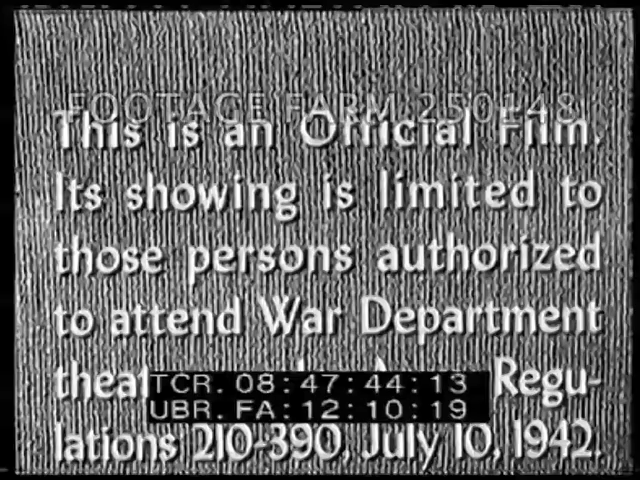 FOOTAGE FARM 250148
This is an Official Film.
Its showing is limited to
those persons authorized
to attend War Department
TCR. 08:47:44:13
Regu-
UBR. FA:12:10:19
lations 210-390, July 10, 1942.